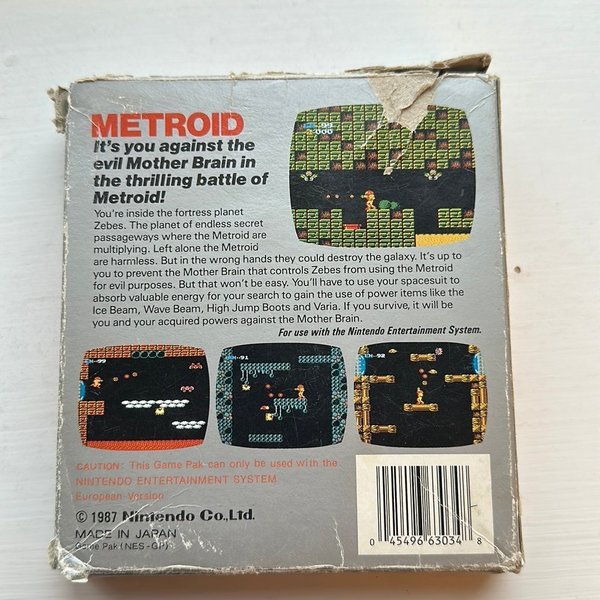 METROID
It's you against the
evil Mother Brain in
the thrilling battle of
Metroid!
You're inside the fortress planet
Zebes. The planet of endless secret
passageways where the Metroid are
multiplying. Left alone the Metroid
are harmless. But in the wrong hands they could destroy the galaxy. It's up to
you to prevent the Mother Brain that controls Zebes from using the Metroid
for evil purposes. But that won't be easy. You'll have to use your spacesuit to
absorb valuable energy for your search to gain the use of power items like the
Ice Beam, Wave Beam, High Jump Boots and Varia. If you survive, it will be
you and your acquired powers against the Mother Brain.
For use with the Nintendo Entertainment System.
EN-91
EN-92
CAUTION: This Game Pak can only be used with the
NINTENDO ENTERTAINMENT SYSTEM
European Version
© 1987 Nintendo Co., Ltd.
MADE IN JAPAN
Game Pak (NES-GP)
0 45496 63034 8